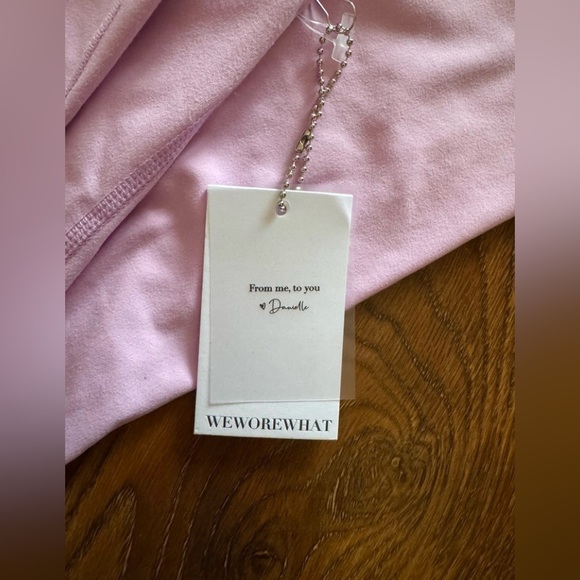 From me, to you
♥ Danielle
WEWOREWHAT